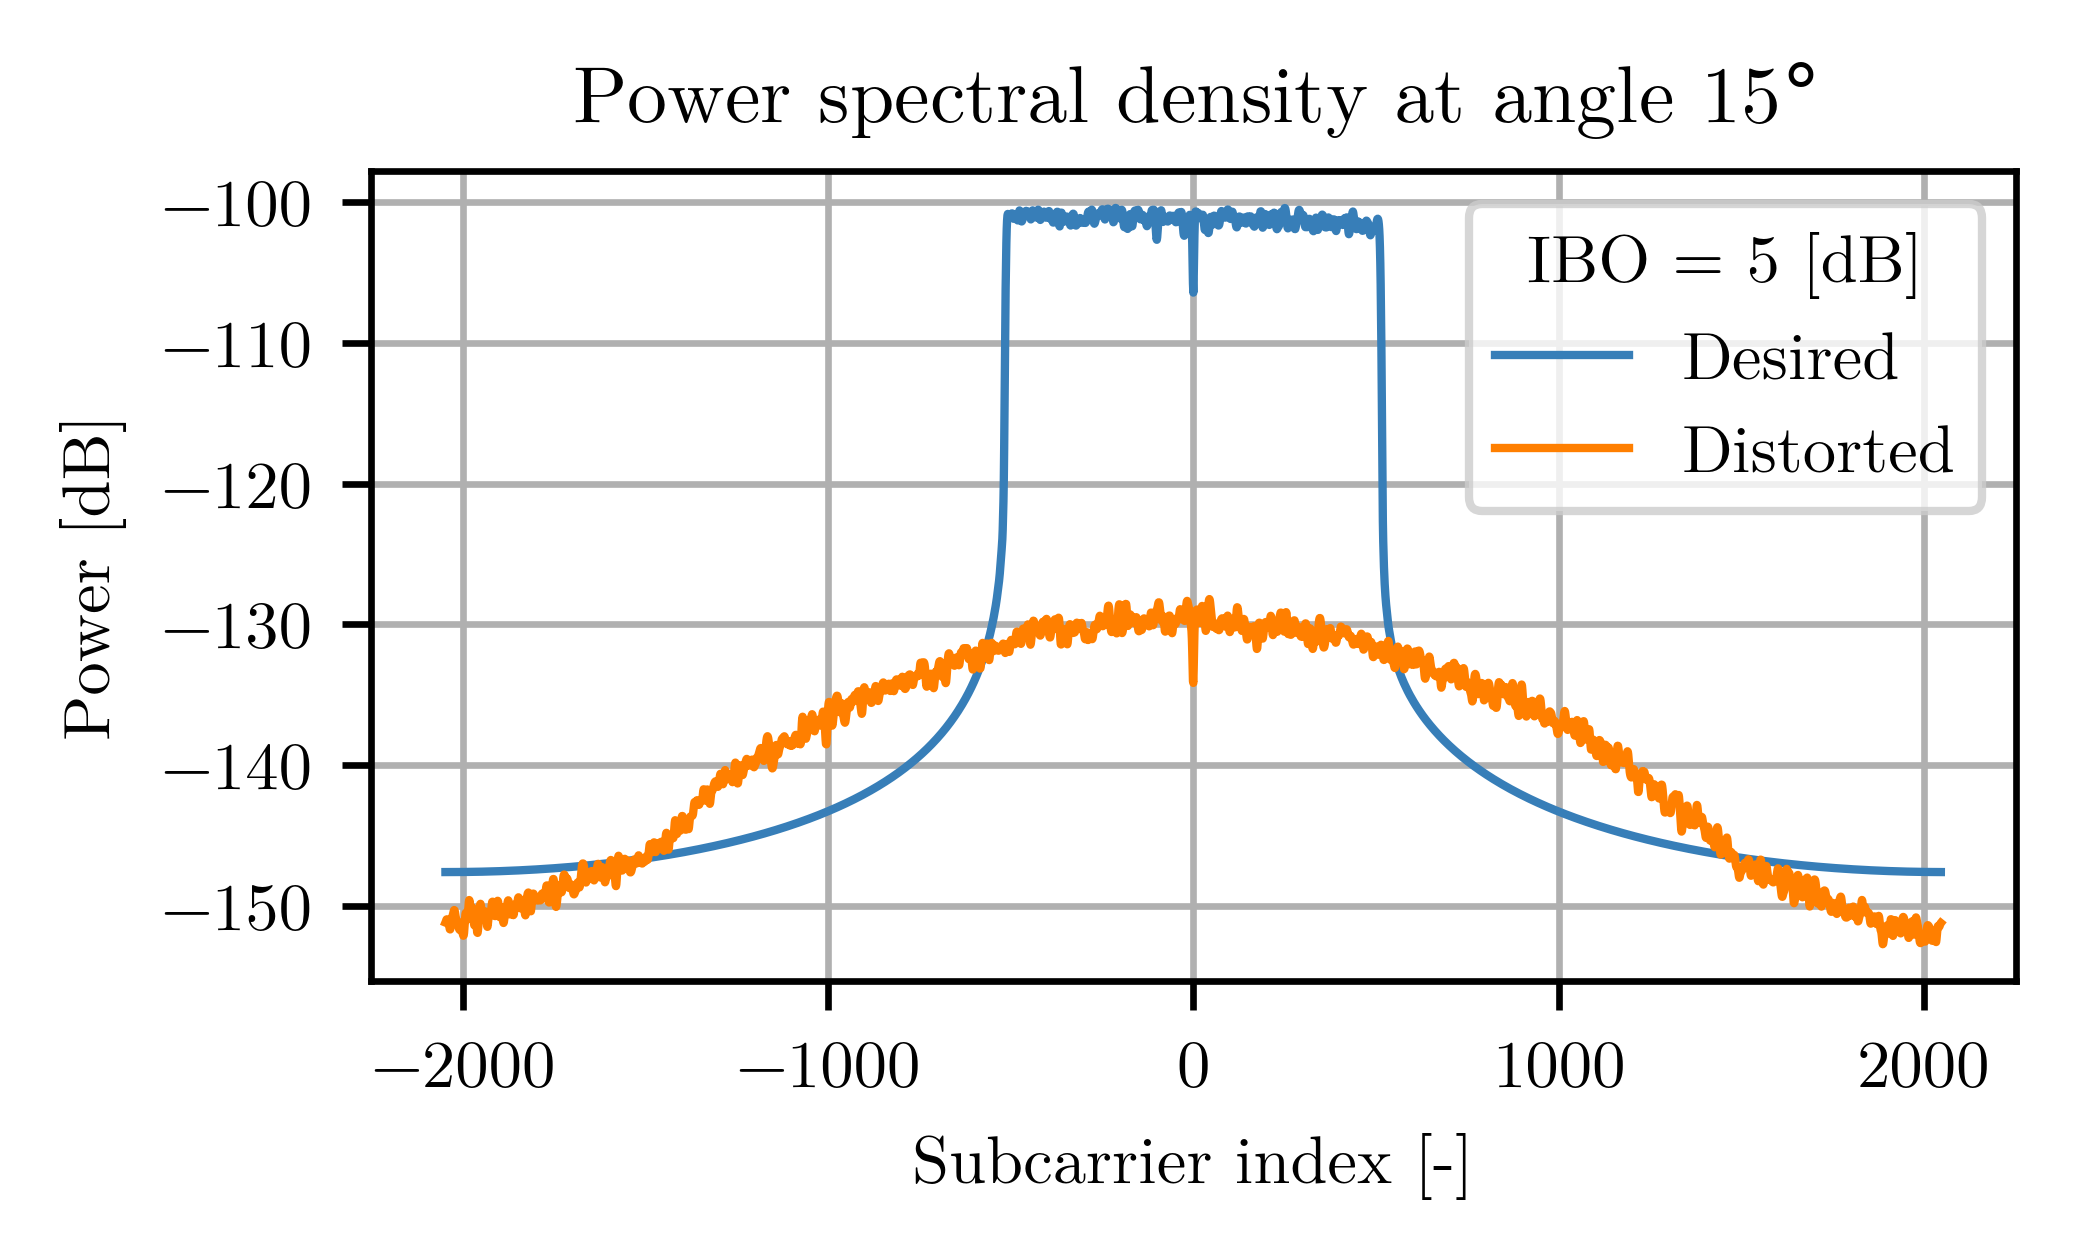 Power spectral density at angle 15°
−100
−110
−120
−130
−140
−150
Power [dB]
IBO = 5 [dB]
Desired
Distorted
−2000 −1000 0 1000 2000
Subcarrier index [-]